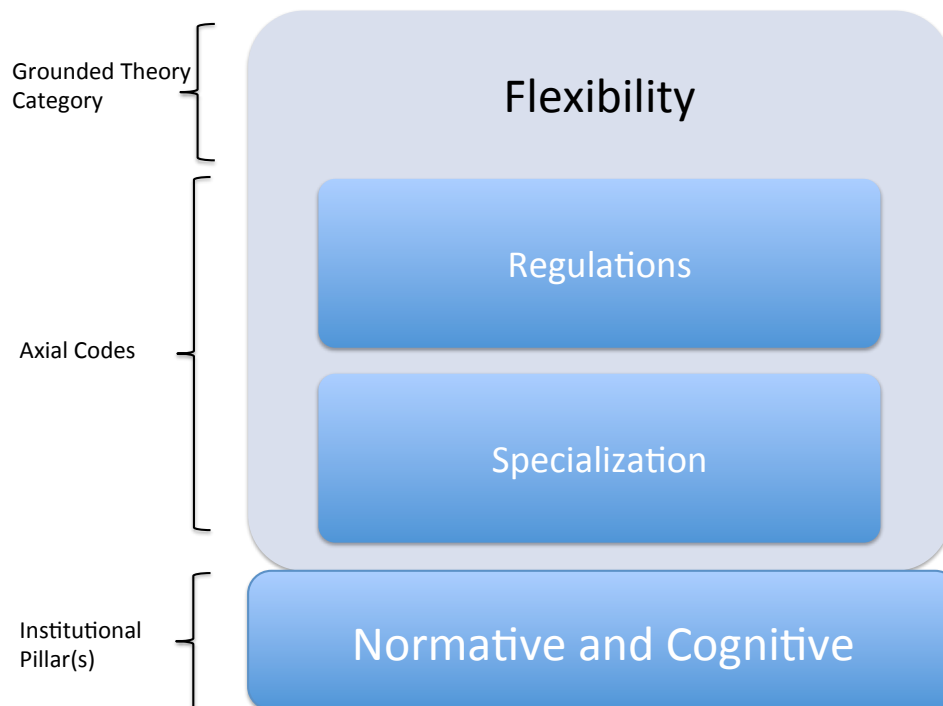 Grounded Theory
Category
Flexibility
Regulations
Axial Codes
Specialization
Institutional
Pillar(s)
Normative and Cognitive